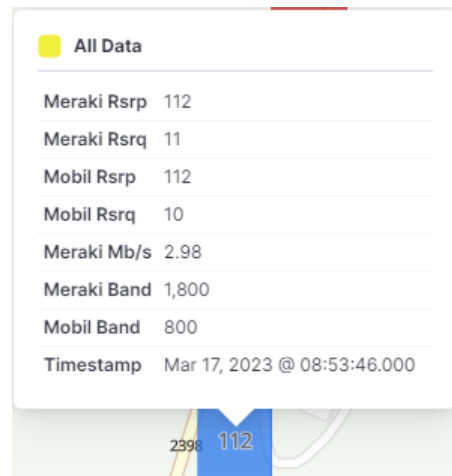 All Data
Meraki Rsrp 112
Meraki Rsrq 11
Mobil Rsrp 112
Mobil Rsrq 10
Meraki Mb/s 2.98
Meraki Band 1,800
Mobil Band 800
Timestamp Mar 17, 2023 @ 08:53:46.000
2398 112